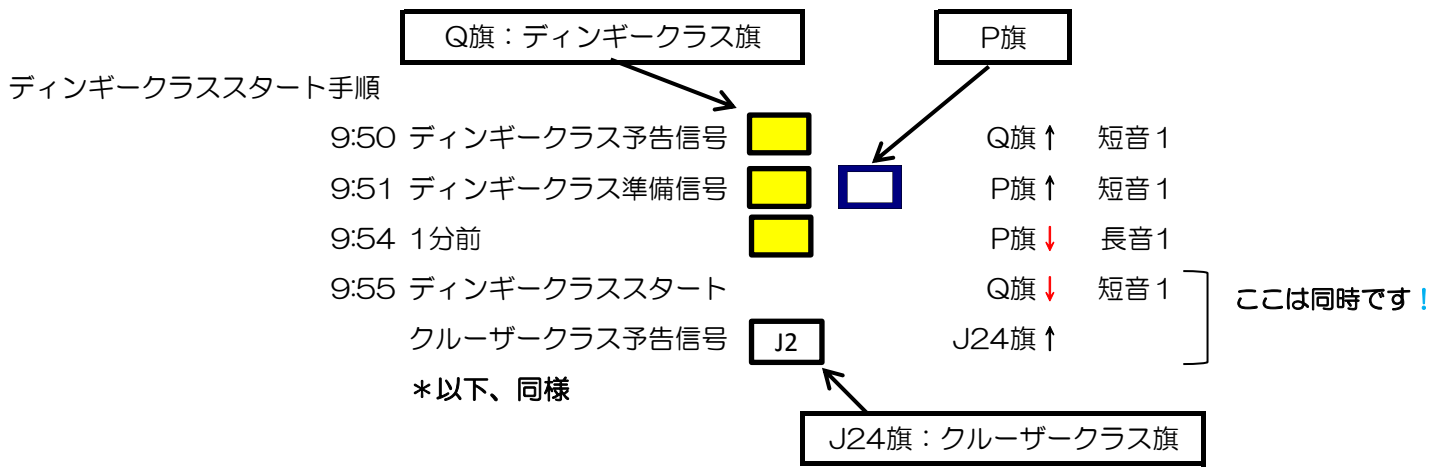 Q旗：ディンギークラス旗 P旗
ディンギークラススタート手順
9:50 ディンギークラス予告信号 Q旗↑ 短音1
9:51 ディンギークラス準備信号 P旗↑ 短音1
9:54 1分前 P旗↓ 長音1
9:55 ディンギークラススタート Q旗↓ 短音1
ここは同時です！
クルーザークラス予告信号 J2 J24旗↑
＊以下、同様
J24旗：クルーザークラス旗